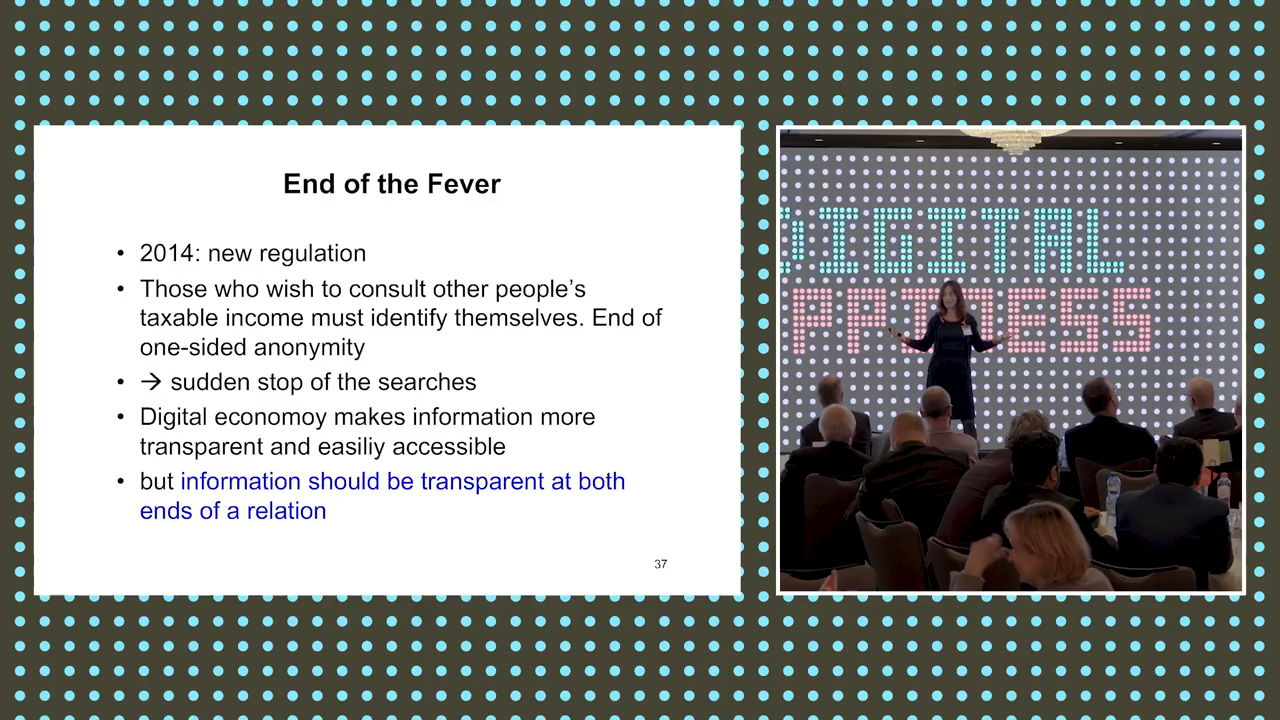 End of the Fever
• 2014: new regulation
• Those who wish to consult other people's
taxable income must identify themselves. End of
one-sided anonymity
• → sudden stop of the searches
• Digital economoy makes information more
transparent and easiliy accessible
• but information should be transparent at both
ends of a relation
37
DIGITAL
PPINESS